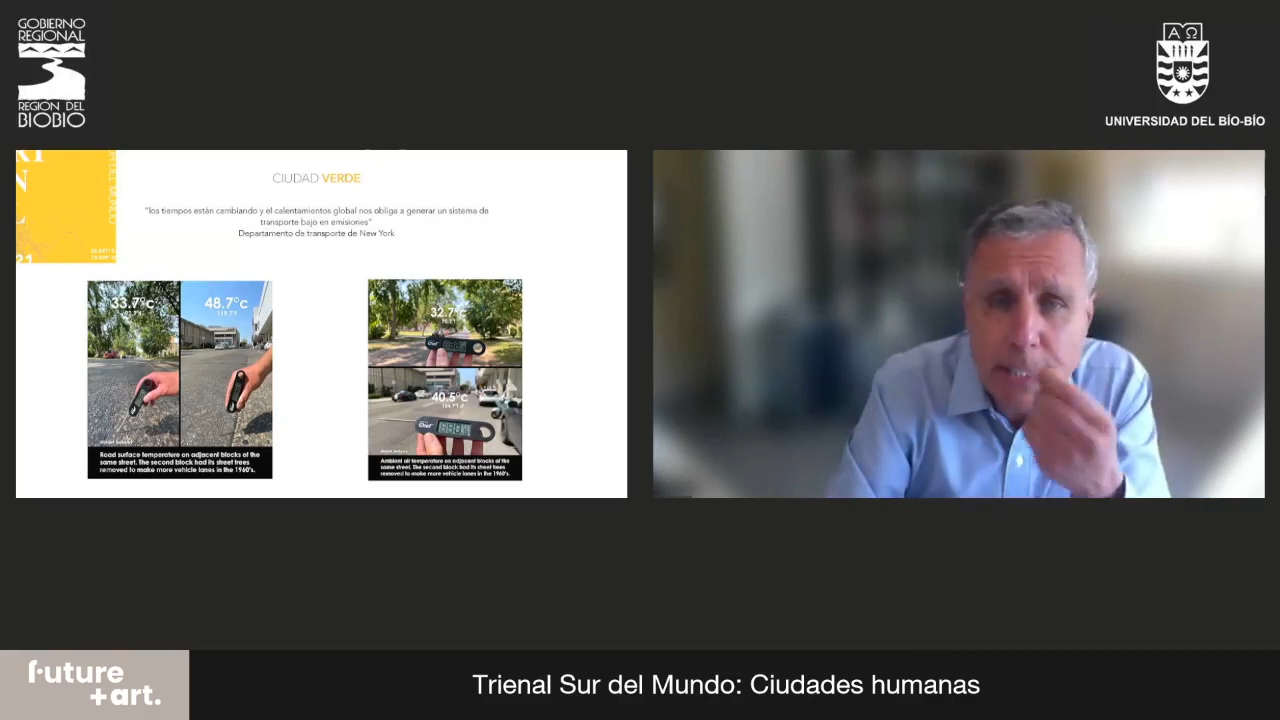 GOBIERNO
REGIONAL
REGIÓN DEL
BIOBIO
UNIVERSIDAD DEL BÍO-BÍO
CIUDAD VERDE
"los tiempos están cambiando y el calentamientos global nos obliga a generar un sistema de
transporte bajo en emisiones"
Departamento de transporte de New York
33.7°C
48.7°C
119.7°F
Road surface temperature on adjacent blocks of the
same street. The second block had its street trees
removed to make more vehicle lanes in the 1960's.
32.7°C
40.5°C
Chef
Ambient air temperature on adjacent blocks of the
same street. The second block had its street trees
removed to make more vehicle lanes in the 1960's.
future
+art.
Trienal Sur del Mundo: Ciudades humanas